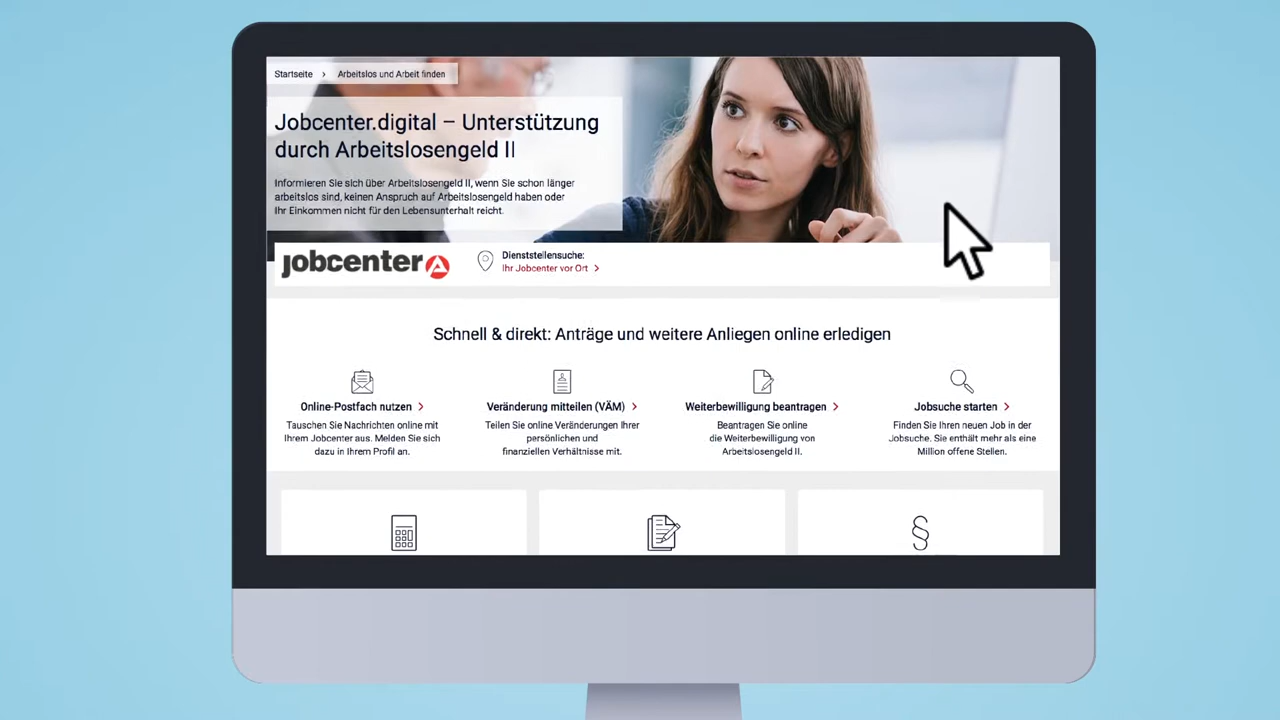 Startseite > Arbeitslos und Arbeit finden
Jobcenter.digital – Unterstützung
durch Arbeitslosengeld II
Informieren Sie sich über Arbeitslosengeld II, wenn Sie schon länger
arbeitslos sind, keinen Anspruch auf Arbeitslosengeld haben oder
Ihr Einkommen nicht für den Lebensunterhalt reicht.
jobcenter
Dienststellensuche:
Ihr Jobcenter vor Ort >
Schnell & direkt: Anträge und weitere Anliegen online erledigen
Online-Postfach nutzen >
Tauschen Sie Nachrichten online mit
Ihrem Jobcenter aus. Melden Sie sich
dazu in Ihrem Profil an.
Veränderung mitteilen (VÄM) >
Teilen Sie online Veränderungen Ihrer
persönlichen und
finanziellen Verhältnisse mit.
Weiterbewilligung beantragen >
Beantragen Sie online
die Weiterbewilligung von
Arbeitslosengeld II.
Jobsuche starten >
Finden Sie Ihren neuen Job in der
Jobsuche. Sie enthält mehr als eine
Million offene Stellen.
§